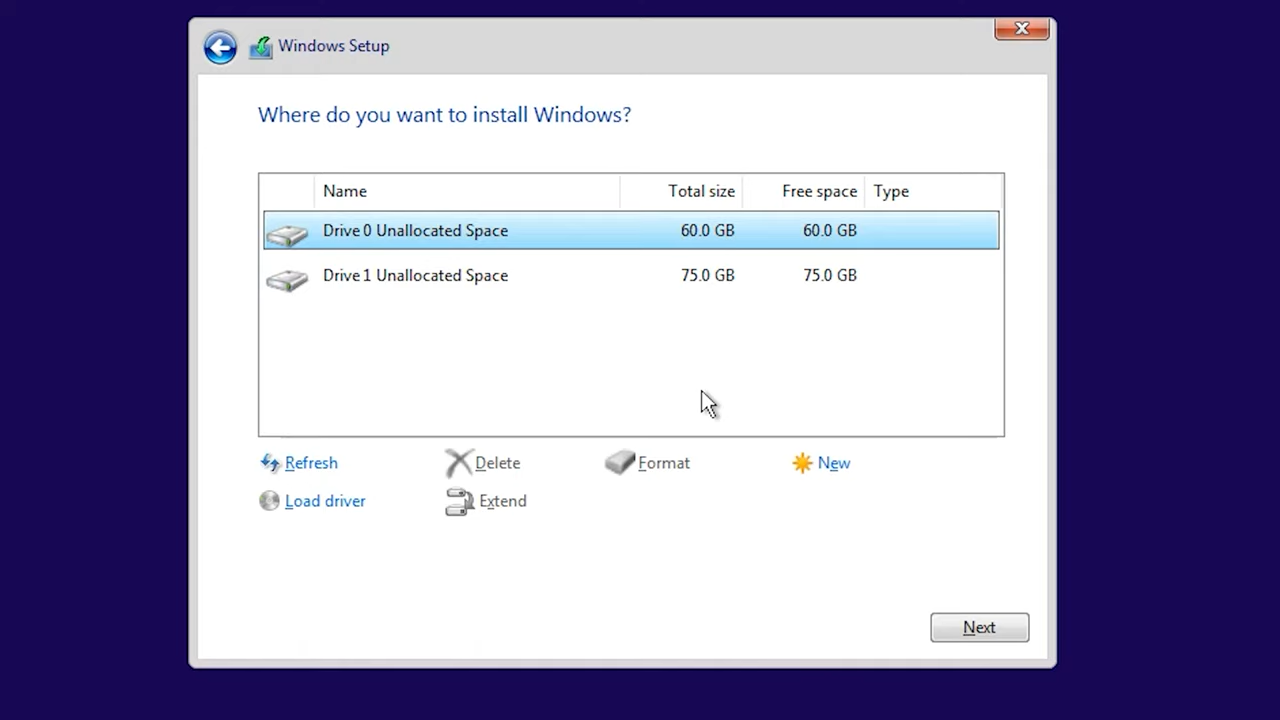 Windows Setup
Where do you want to install Windows?
Name Total size Free space Type
Drive 0 Unallocated Space 60.0 GB 60.0 GB
Drive 1 Unallocated Space 75.0 GB 75.0 GB
Refresh Delete Format New
Load driver Extend
Next